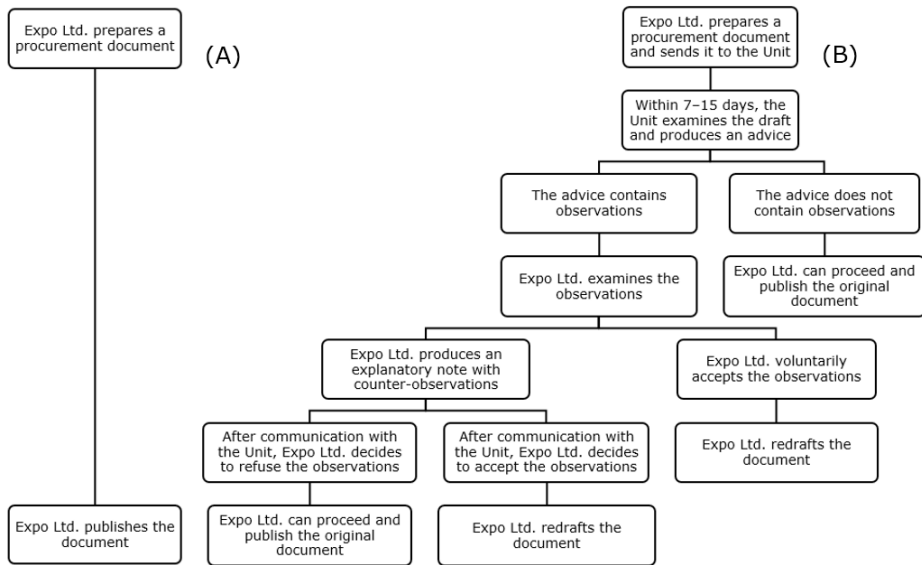 Expo Ltd. prepares a
procurement document
(A)
Expo Ltd. publishes the
document
Expo Ltd. prepares a
procurement document
and sends it to the Unit
(B)
Within 7–15 days, the
Unit examines the draft
and produces an advice
The advice contains
observations
The advice does not
contain observations
Expo Ltd. examines the
observations
Expo Ltd. can proceed and
publish the original
document
Expo Ltd. produces an
explanatory note with
counter-observations
Expo Ltd. voluntarily
accepts the observations
After communication with
the Unit, Expo Ltd. decides
to refuse the observations
After communication with
the Unit, Expo Ltd. decides
to accept the observations
Expo Ltd. redrafts the
document
Expo Ltd. can proceed and
publish the original
document
Expo Ltd. redrafts the
document